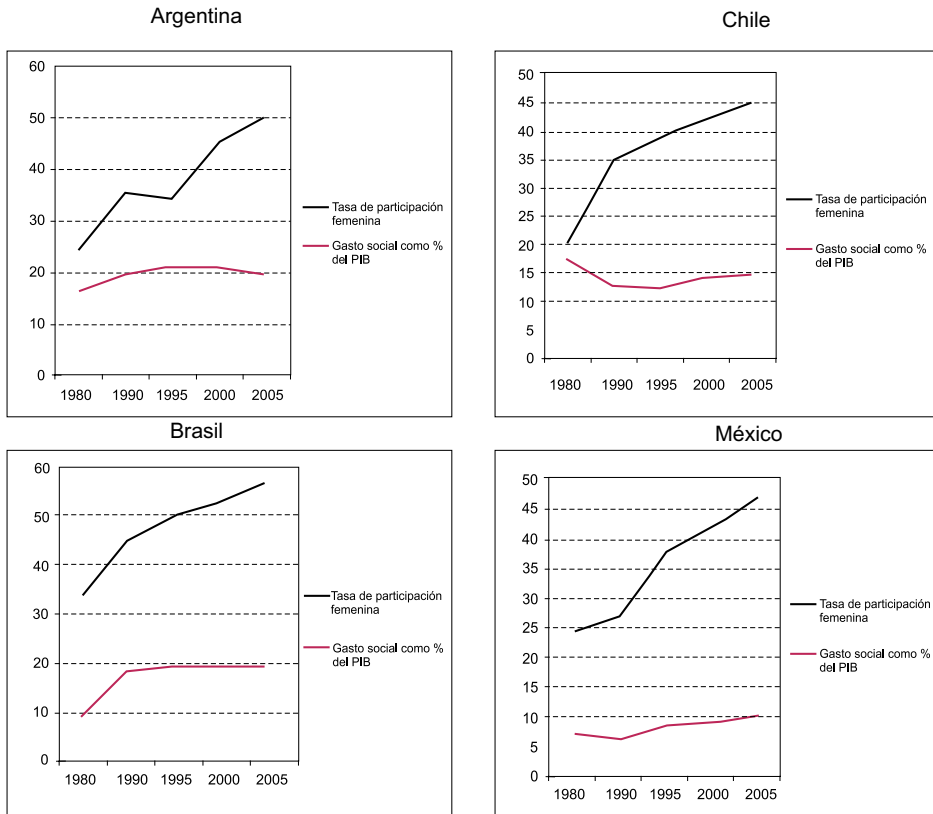 Argentina
60
50
40
30
20
10
0
1980 1990 1995 2000 2005
Tasa de participación
femenina
Gasto social como %
del PIB
Chile
50
45
40
35
30
25
20
15
10
5
0
1980 1990 1995 2000 2005
Tasa de participación
femenina
Gasto social como %
del PIB
Brasil
60
50
40
30
20
10
0
1980 1990 1995 2000 2005
Tasa de participación
femenina
Gasto social como %
del PIB
México
50
45
40
35
30
25
20
15
10
5
0
1980 1990 1995 2000 2005
Tasa de participación
femenina
Gasto social como %
del PIB